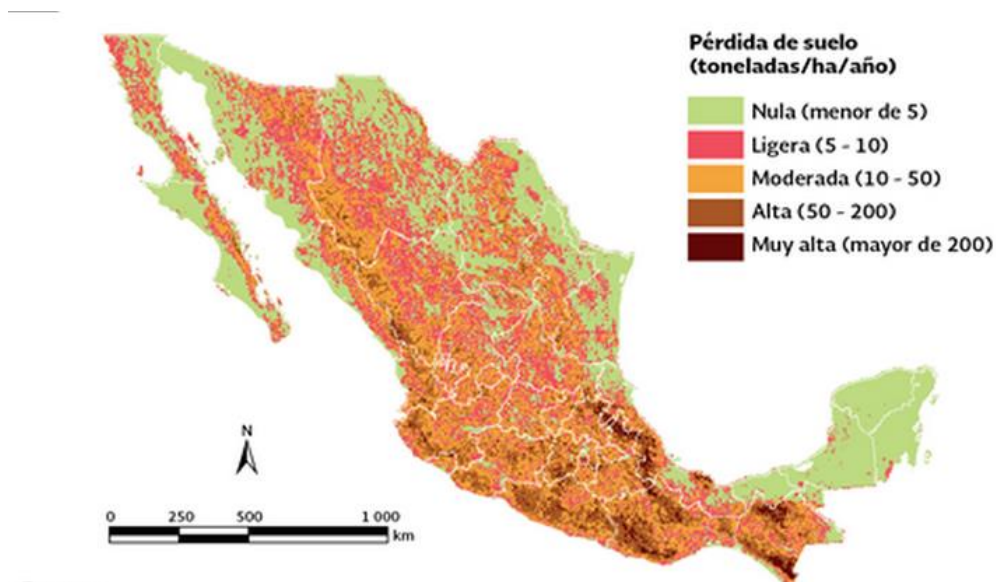 Pérdida de suelo
(toneladas/ha/año)
Nula (menor de 5)
Ligera (5 - 10)
Moderada (10 - 50)
Alta (50 - 200)
Muy alta (mayor de 200)
N
0 250 500 1 000
km